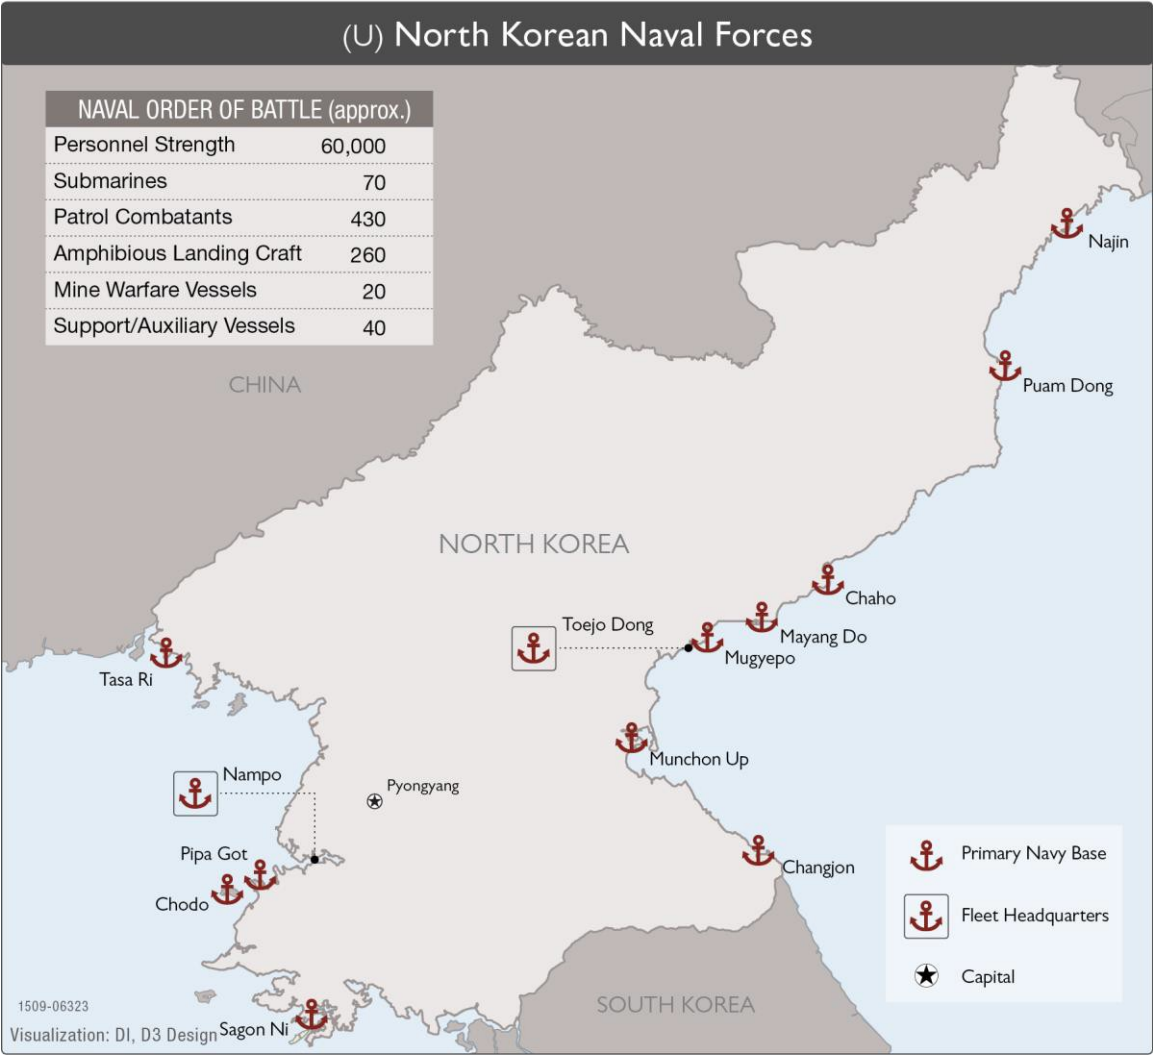 (U) North Korean Naval Forces
NAVAL ORDER OF BATTLE (approx.)
Personnel Strength 60,000
Submarines 70
Patrol Combatants 430
Amphibious Landing Craft 260
Mine Warfare Vessels 20
Support/Auxiliary Vessels 40
CHINA
Najin
Puam Dong
NORTH KOREA
Chaho
Toejo Dong
Mayang Do
Mugyepo
Tasa Ri
Munchon Up
Nampo
Pyongyang
Pipa Got
Chodo
Changjon
Primary Navy Base
Fleet Headquarters
Capital
SOUTH KOREA
1509-06323
Visualization: DI, D3 Design
Sagon Ni